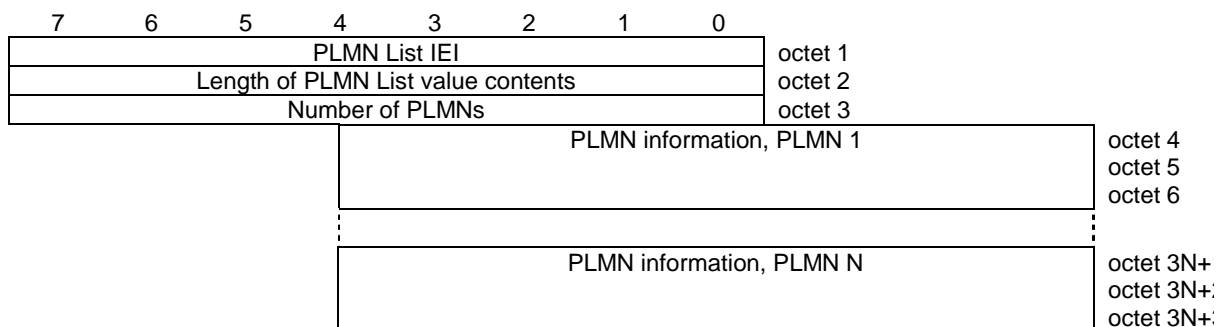 7 6 5 4 3 2 1 0
PLMN List IEI octet 1
Length of PLMN List value contents octet 2
Number of PLMNs octet 3
PLMN information, PLMN 1 octet 4
octet 5
octet 6
PLMN information, PLMN N octet 3N+
octet 3N+2
octet 3N+3